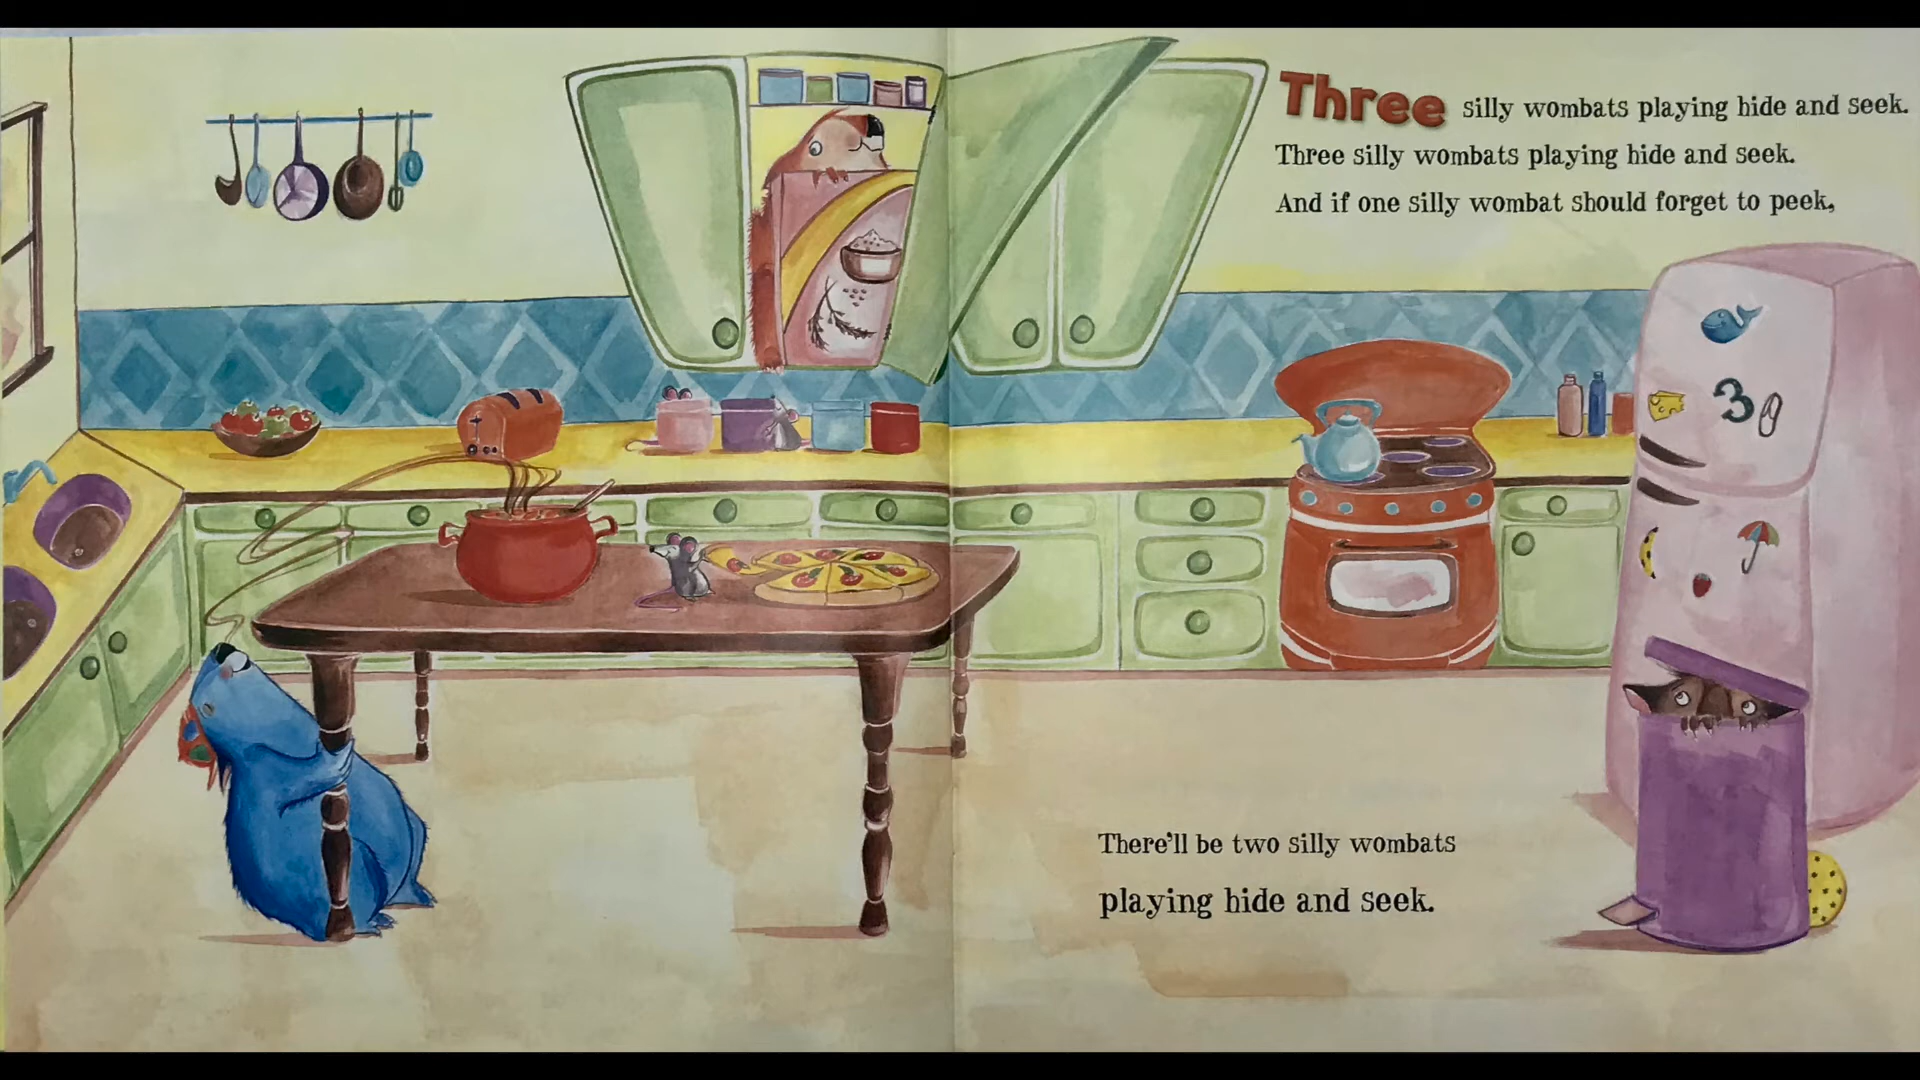 Three silly wombats playing hide and seek.
Three silly wombats playing hide and seek.
And if one silly wombat should forget to peek,
3
There'll be two silly wombats
playing hide and seek.